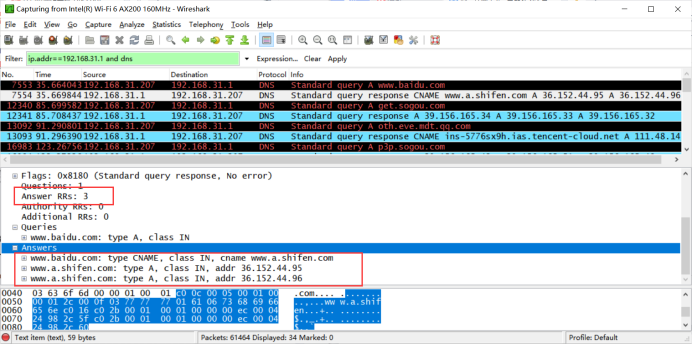 Capturing from Intel(R) Wi-Fi 6 AX200 160MHz - Wireshark
File Edit View Go Capture Analyze Statistics Telephony Tools Help
Filter: ip.addr==192.168.31.1 and dns Expression... Clear Apply
No. Time Source Destination Protocol Info
7553 35.664043 192.168.31.207 192.168.31.1 DNS Standard query A www.baidu.com
7554 35.669844 192.168.31.1 192.168.31.207 DNS Standard query response CNAME www.a.shifen.com A 36.152.44.95 A 36.152.44.96
12340 85.699582 192.168.31.207 192.168.31.1 DNS Standard query A get.sogou.com
12341 85.708437 192.168.31.1 192.168.31.207 DNS Standard query response A 39.156.165.34 A 39.156.165.33 A 39.156.165.32
13092 91.290801 192.168.31.207 192.168.31.1 DNS Standard query A oth.eve.mdt.qq.com
13093 91.296390 192.168.31.1 192.168.31.207 DNS Standard query response CNAME ins-5776sx9h.ias.tencent-cloud.net A 111.48.14
16983 123.26756 192.168.31.207 192.168.31.1 DNS Standard query A p3p.sogou.com
Flags: 0x8180 (Standard query response, No error)
Questions: 1
Answer RRs: 3
Authority RRs: 0
Additional RRs: 0
Queries
www.baidu.com: type A, class IN
Answers
www.baidu.com: type CNAME, class IN, cname www.a.shifen.com
www.a.shifen.com: type A, class IN, addr 36.152.44.95
www.a.shifen.com: type A, class IN, addr 36.152.44.96
0040 03 63 6f 6d 00 00 01 00 01 c0 0c 00 05 00 01 00 .com.... ........
0050 00 01 2c 00 0f 03 77 77 77 01 61 06 73 68 69 66 ..,...ww w.a.shif
0060 65 6e c0 16 c0 2b 00 01 00 01 00 00 00 ec 00 04 en...+.. ........
0070 24 98 2c 5f c0 2b 00 01 00 01 00 00 00 ec 00 04 $.,_.+.. ........
0080 24 98 2c 60 $.,`
Text item (text), 59 bytes Packets: 61464 Displayed: 34 Marked: 0 Profile: Default